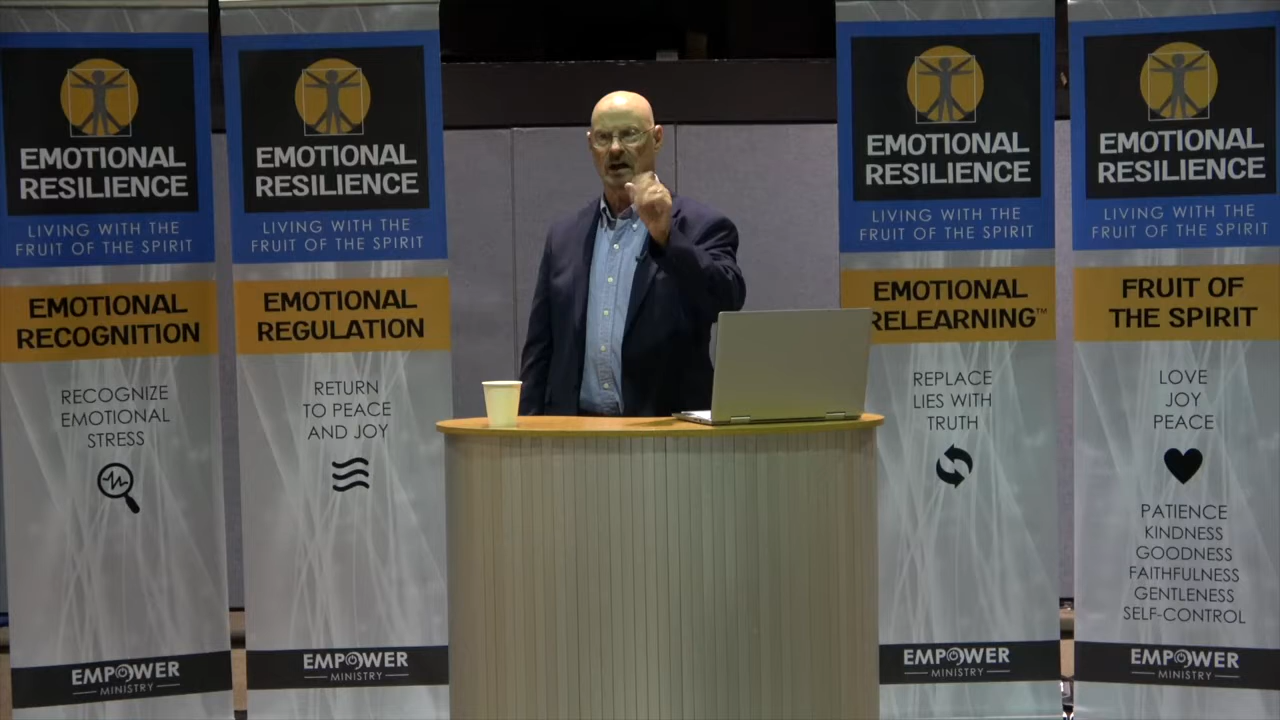 EMOTIONAL
RESILIENCE
LIVING WITH THE
FRUIT OF THE SPIRIT
EMOTIONAL
RECOGNITION
RECOGNIZE
EMOTIONAL
STRESS
EMPOWER
MINISTRY
EMOTIONAL
RESILIENCE
LIVING WITH THE
FRUIT OF THE SPIRIT
EMOTIONAL
REGULATION
RETURN
TO PEACE
AND JOY
EMPOWER
MINISTRY
EMOTIONAL
RESILIENCE
LIVING WITH THE
FRUIT OF THE SPIRIT
EMOTIONAL
RELEARNING™
REPLACE
LIES WITH
TRUTH
EMPOWER
MINISTRY
EMOTIONAL
RESILIENCE
LIVING WITH THE
FRUIT OF THE SPIRIT
FRUIT OF
THE SPIRIT
LOVE
JOY
PEACE
PATIENCE
KINDNESS
GOODNESS
FAITHFULNESS
GENTLENESS
SELF-CONTROL
EMPOWER
MINISTRY